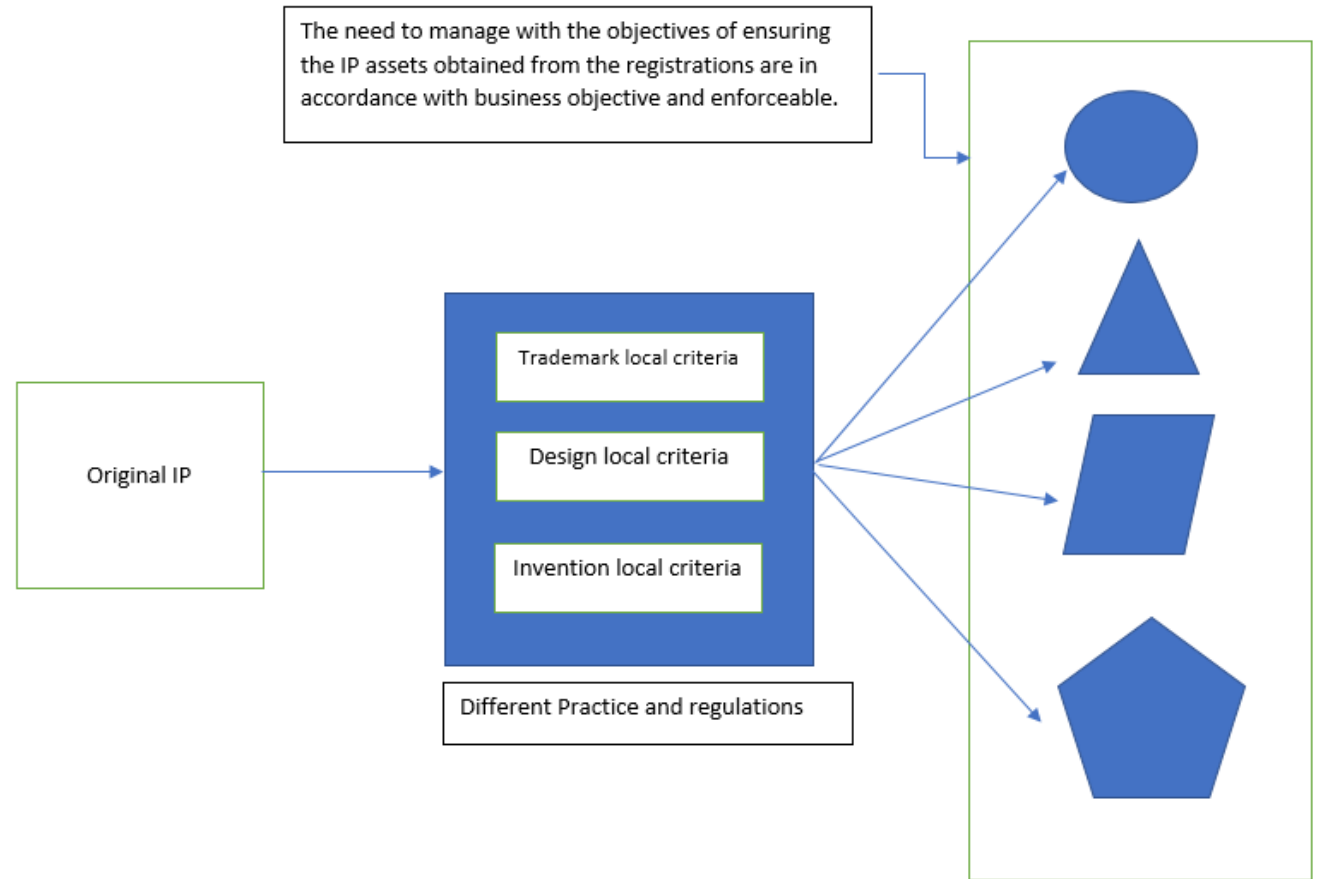 The need to manage with the objectives of ensuring
the IP assets obtained from the registrations are in
accordance with business objective and enforceable.
Trademark local criteria
Design local criteria
Original IP
Invention local criteria
Different Practice and regulations